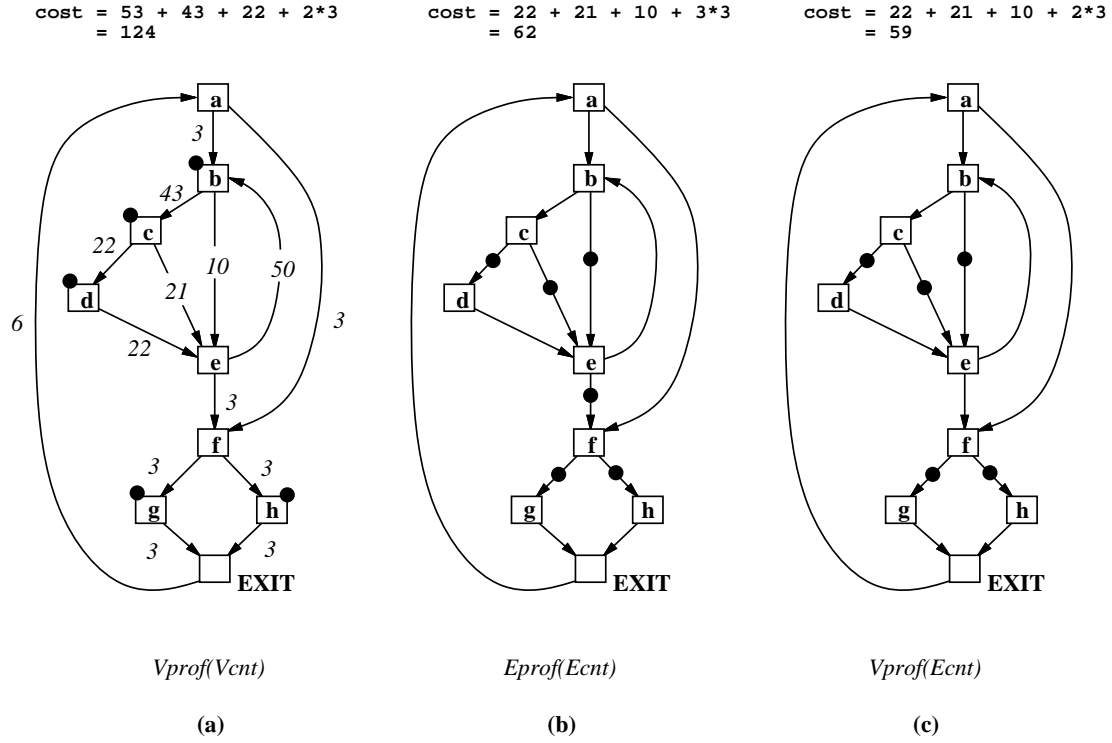 cost = 53 + 43 + 22 + 2*3
= 124
a
3
b
43
c
22
10
50
21
d
6
3
22
e
3
f
3
3
g
h
3
3
EXIT
Vprof(Vcnt)
(a)
cost = 22 + 21 + 10 + 3*3
= 62
a
b
c
d
e
f
g
h
EXIT
Eprof(Ecnt)
(b)
cost = 22 + 21 + 10 + 2*3
= 59
a
b
c
d
e
f
g
h
EXIT
Vprof(Ecnt)
(c)